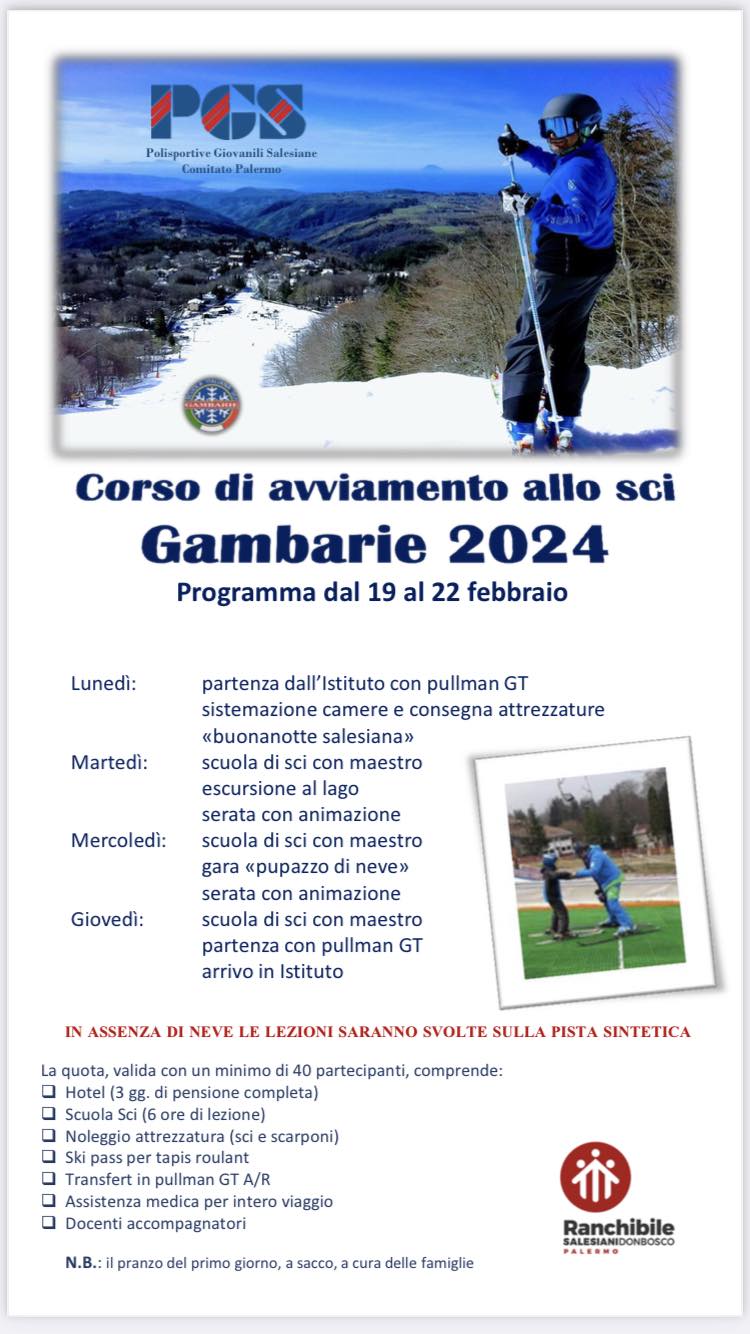 PGS
Polisportive Giovanili Salesiane
Comitato Palermo
GAMBARIE
Corso di avviamento allo sci
Gambarie 2024
Programma dal 19 al 22 febbraio
Lunedì: partenza dall’Istituto con pullman GT
sistemazione camere e consegna attrezzature
«buonanotte salesiana»
Martedì: scuola di sci con maestro
escursione al lago
serata con animazione
Mercoledì: scuola di sci con maestro
gara «pupazzo di neve»
serata con animazione
Giovedì: scuola di sci con maestro
partenza con pullman GT
arrivo in Istituto
IN ASSENZA DI NEVE LE LEZIONI SARANNO SVOLTE SULLA PISTA SINTETICA
La quota, valida con un minimo di 40 partecipanti, comprende:
❑ Hotel (3 gg. di pensione completa)
❑ Scuola Sci (6 ore di lezione)
❑ Noleggio attrezzatura (sci e scarponi)
❑ Ski pass per tapis roulant
❑ Transfert in pullman GT A/R
❑ Assistenza medica per intero viaggio
❑ Docenti accompagnatori
N.B.: il pranzo del primo giorno, a sacco, a cura delle famiglie
Ranchibile
SALESIANIDONBOSCO
PALERMO